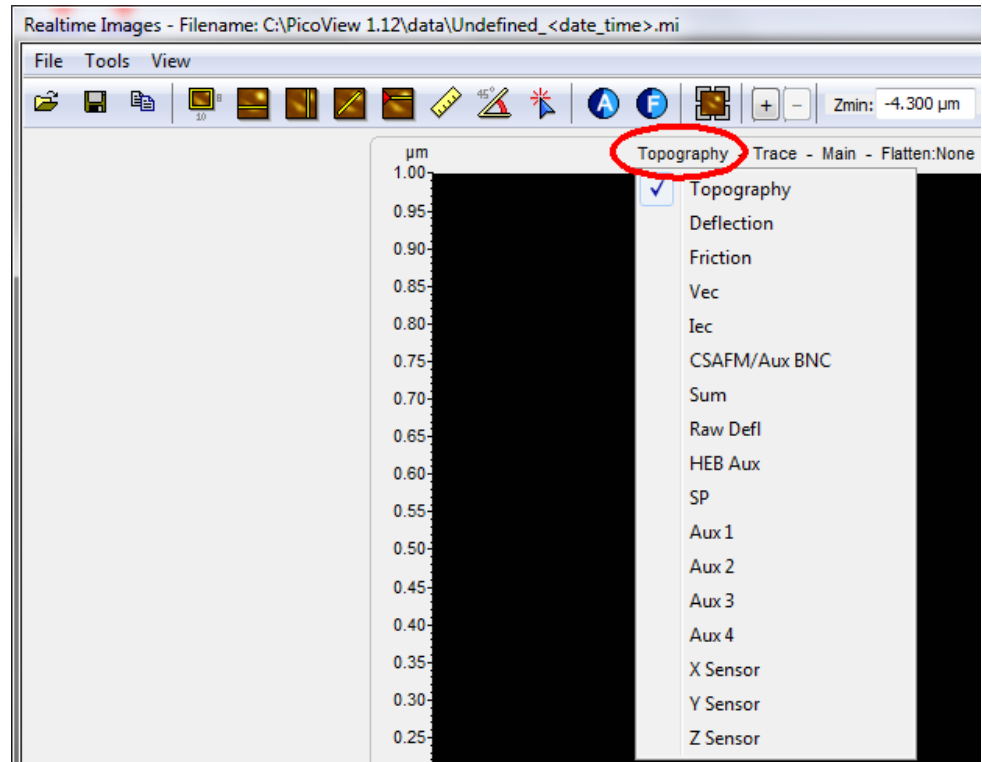 Realtime Images - Filename: C:\PicoView 1.12\data\Undefined_<date_time>.mi
File Tools View
8
10
45°
A
F
+
-
Zmin: -4.300 µm
µm
Topography - Trace - Main - Flatten:None
1.00
0.95
0.90
0.85
0.80
0.75
0.70
0.65
0.60
0.55
0.50
0.45
0.40
0.35
0.30
0.25
Topography
Deflection
Friction
Vec
Iec
CSAFM/Aux BNC
Sum
Raw Defl
HEB Aux
SP
Aux 1
Aux 2
Aux 3
Aux 4
X Sensor
Y Sensor
Z Sensor